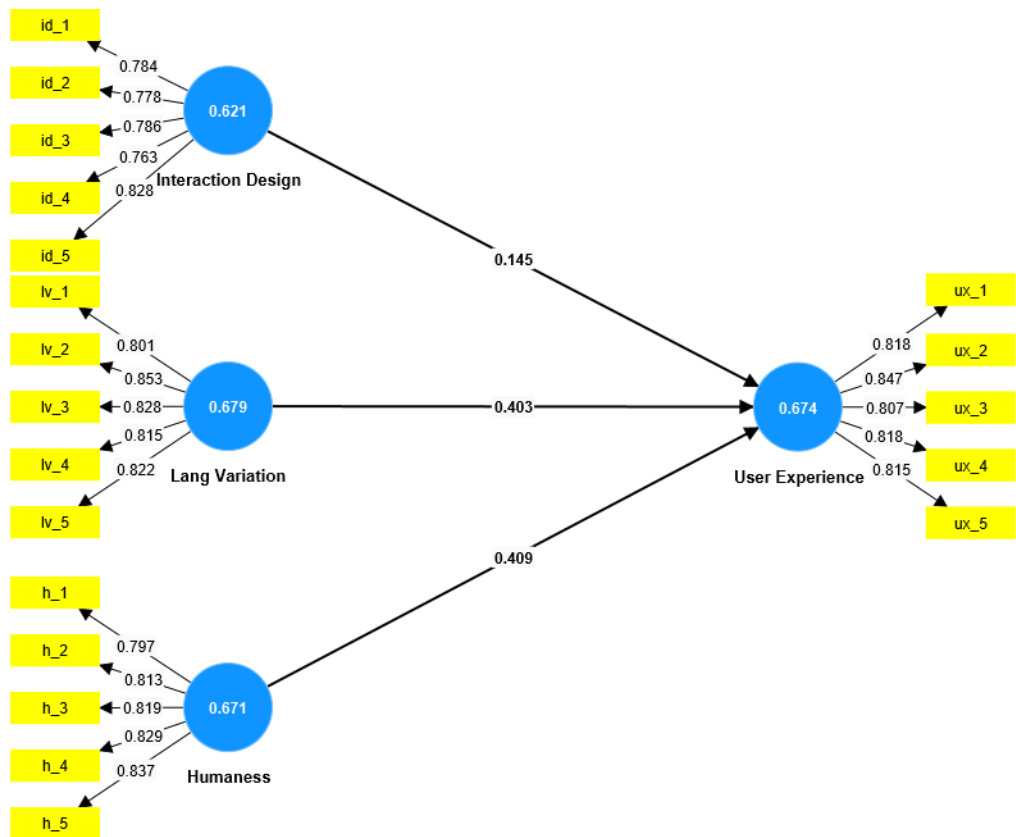 id_1
0.784
id_2
0.778
0.621
id_3
0.786
id_4
0.763
0.828
Interaction Design
id_5
0.145
lv_1
0.801
lv_2
0.853
lv_3
0.828
0.679
0.403
lv_4
0.815
0.822
Lang Variation
lv_5
ux_1
0.818
ux_2
0.847
0.674
0.807
ux_3
0.818
ux_4
0.815
User Experience
ux_5
0.409
h_1
0.797
h_2
0.813
h_3
0.819
0.671
0.829
h_4
0.837
Humaness
h_5